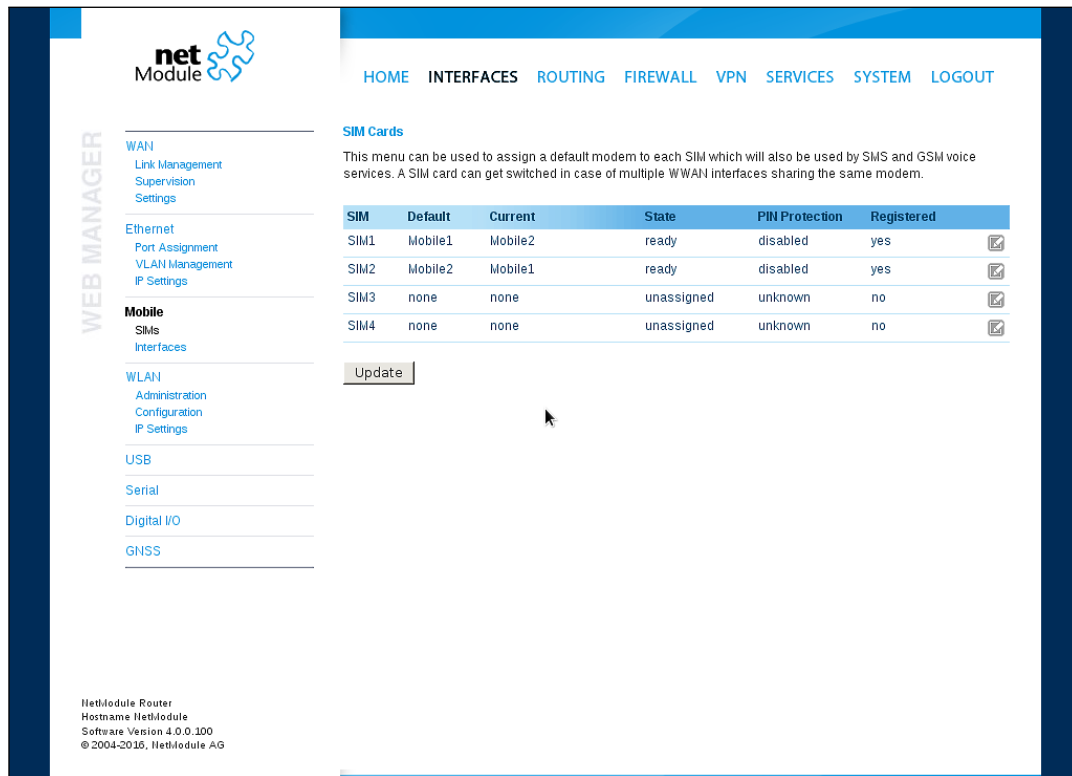 net
Module
HOME INTERFACES ROUTING FIREWALL VPN SERVICES SYSTEM LOGOUT
WEB MANAGER
WAN
Link Management
Supervision
Settings
Ethernet
Port Assignment
VLAN Management
IP Settings
Mobile
SIMs
Interfaces
WLAN
Administration
Configuration
IP Settings
USB
Serial
Digital I/O
GNSS
SIM Cards
This menu can be used to assign a default modem to each SIM which will also be used by SMS and GSM voice
services. A SIM card can get switched in case of multiple WWAN interfaces sharing the same modem.
SIM Default Current State PIN Protection Registered
SIM1 Mobile1 Mobile2 ready disabled yes
SIM2 Mobile2 Mobile1 ready disabled yes
SIM3 none none unassigned unknown no
SIM4 none none unassigned unknown no
Update
NetModule Router
Hostname NetModule
Software Version 4.0.0.100
© 2004-2016, NetModule AG